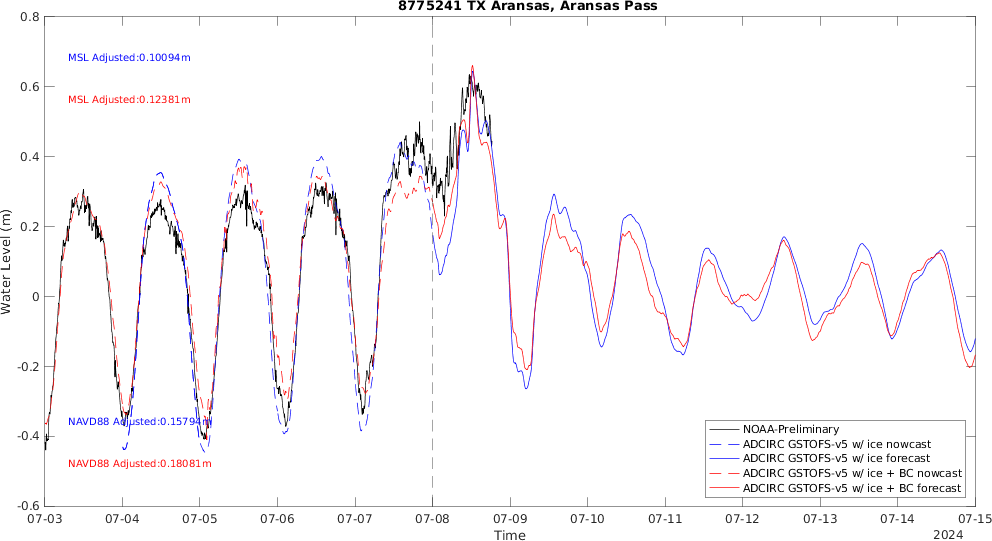 8775241 TX Aransas, Aransas Pass
0.8
MSL Adjusted:0.10094m
0.6
MSL Adjusted:0.12381m
0.4
0.2
Water Level (m)
0
-0.2
NAVD88 Adjusted:0.15794m
-0.4
NAVD88 Adjusted:0.18081m
-0.6
NOAA-Preliminary
ADCIRC GSTOFS-v5 w/ ice nowcast
ADCIRC GSTOFS-v5 w/ ice forecast
ADCIRC GSTOFS-v5 w/ ice + BC nowcast
ADCIRC GSTOFS-v5 w/ ice + BC forecast
07-03 07-04 07-05 07-06 07-07 07-08 07-09 07-10 07-11 07-12 07-13 07-14 07-15
Time
2024